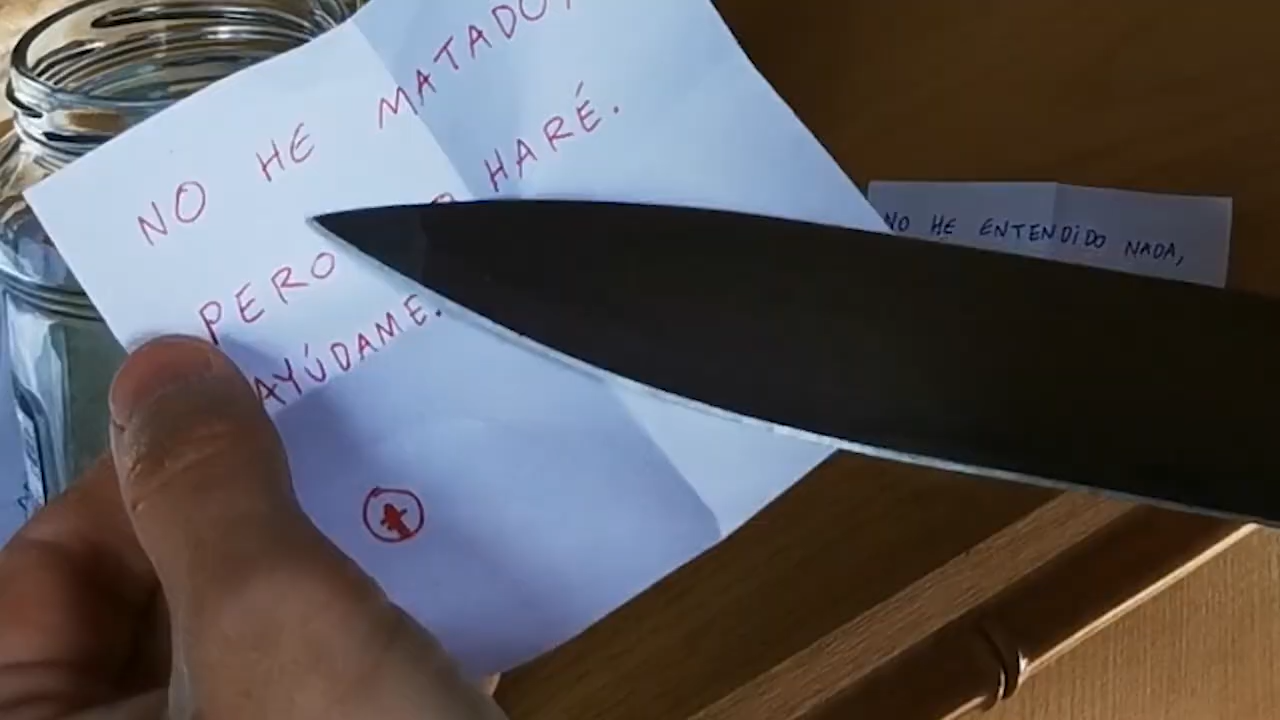 NO HE MATADO,
PERO HARÉ.
AYÚDAME.
NO HE ENTENDIDO NADA,